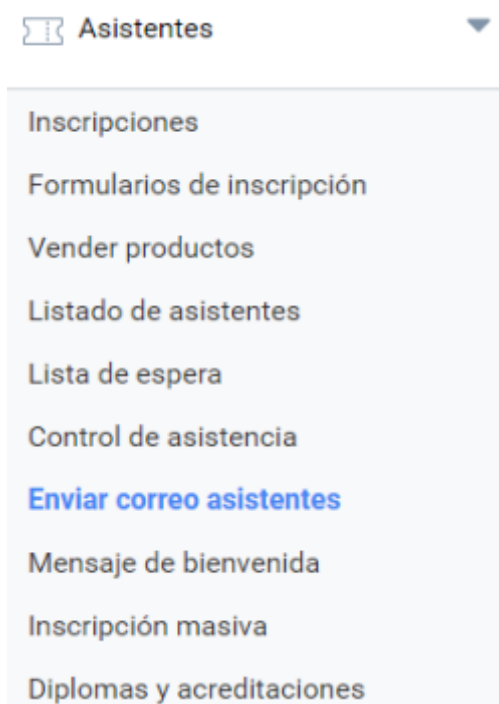 Asistentes
Inscripciones
Formularios de inscripción
Vender productos
Listado de asistentes
Lista de espera
Control de asistencia
Enviar correo asistentes
Mensaje de bienvenida
Inscripción masiva
Diplomas y acreditaciones